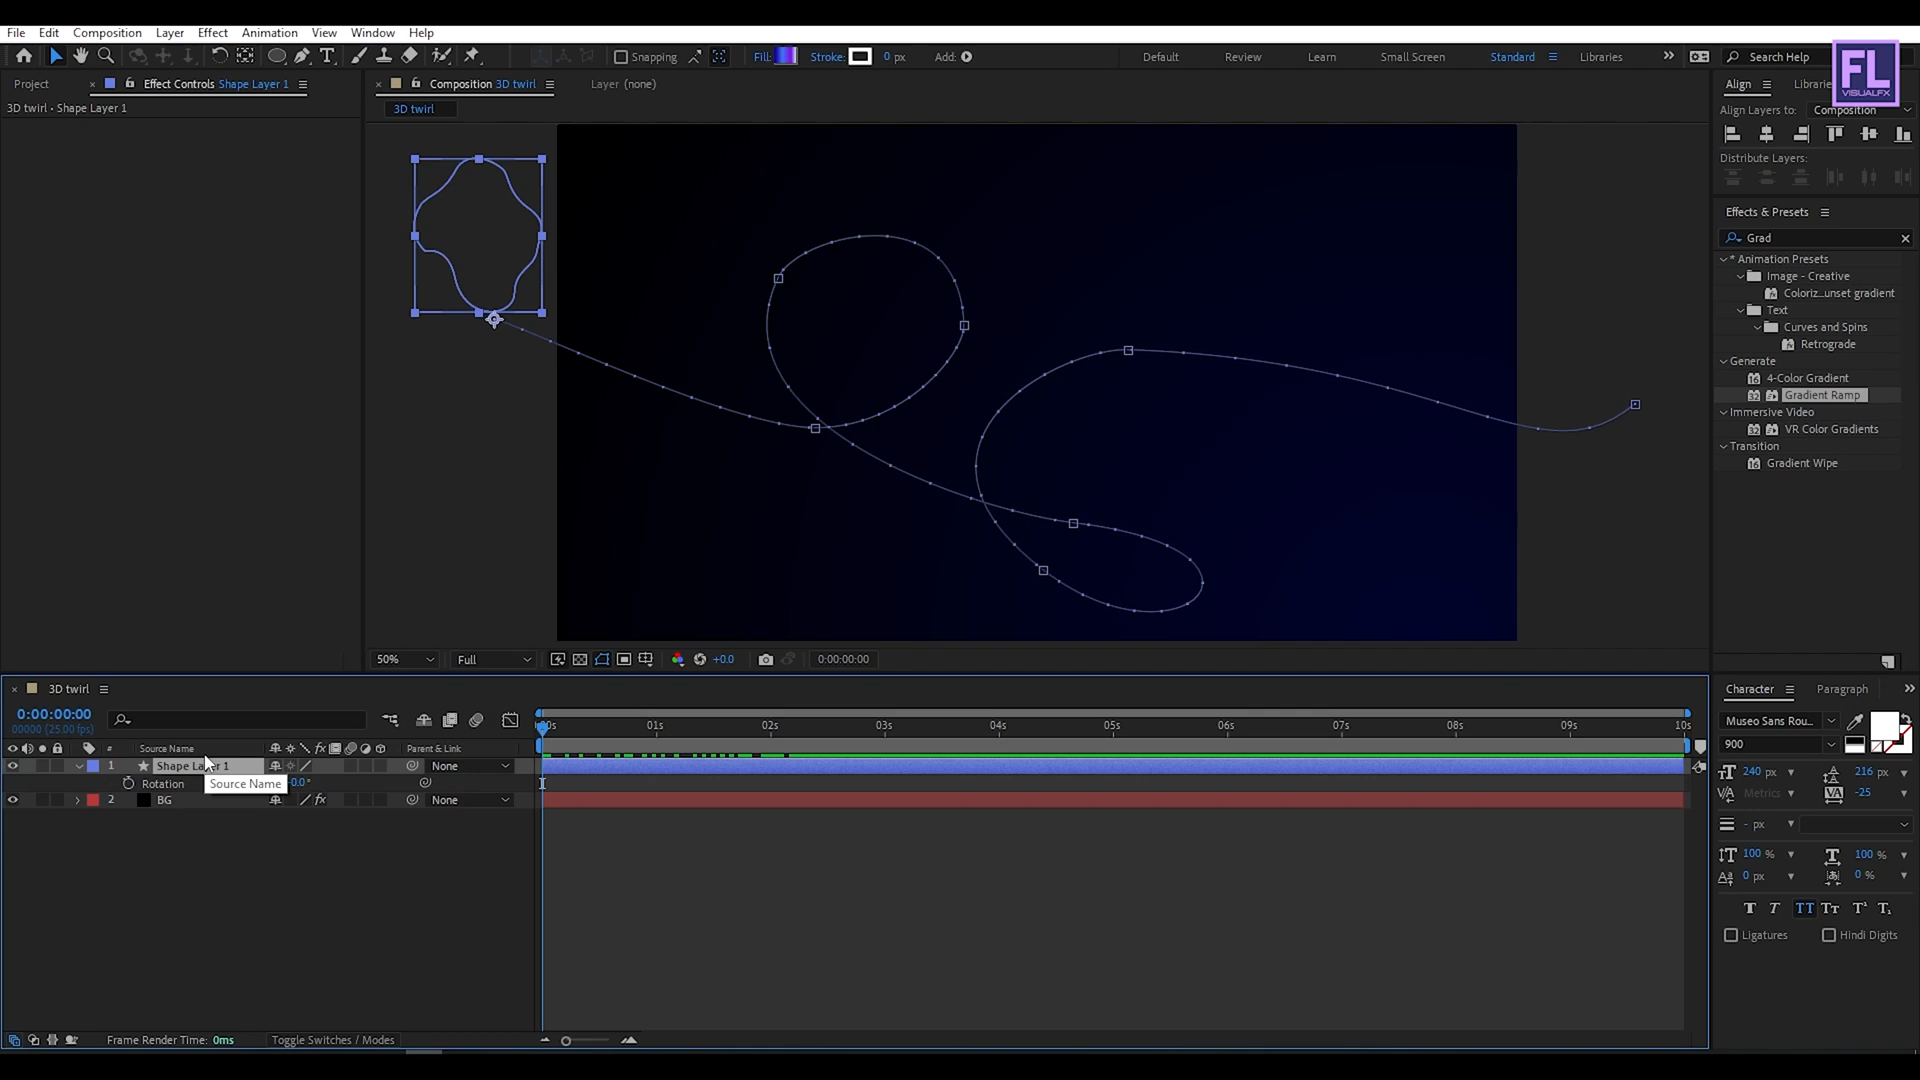 File Edit Composition Layer Effect Animation View Window Help
Snapping Fill: Stroke: 0 px Add: Default Review Learn Small Screen Standard Libraries Search Help
FL
VISUALFX
Project Effect Controls Shape Layer 1 Composition 3D twirl Layer (none) Align Librarie
3D twirl • Shape Layer 1
3D twirl
Align Layers to: Composition
Distribute Layers:
Effects & Presets
Grad
* Animation Presets
Image - Creative
Coloriz...unset gradient
Text
Curves and Spins
Retrograde
Generate
4-Color Gradient
Gradient Ramp
Immersive Video
VR Color Gradients
Transition
Gradient Wipe
50% Full +0.0 0:00:00:00
3D twirl
0:00:00:00
00000 (25.00 fps)
01s 02s 03s 04s 05s 06s 07s 08s 09s 10s
# Source Name Parent & Link
1 Shape Layer 1 None
Rotation Source Name
2 BG None
Frame Render Time: 0ms Toggle Switches / Modes
Character Paragraph
Museo Sans Rou...
900
240 px 216 px
Metrics -25
- px
100 % 100 %
0 px 0 %
Ligatures Hindi Digits